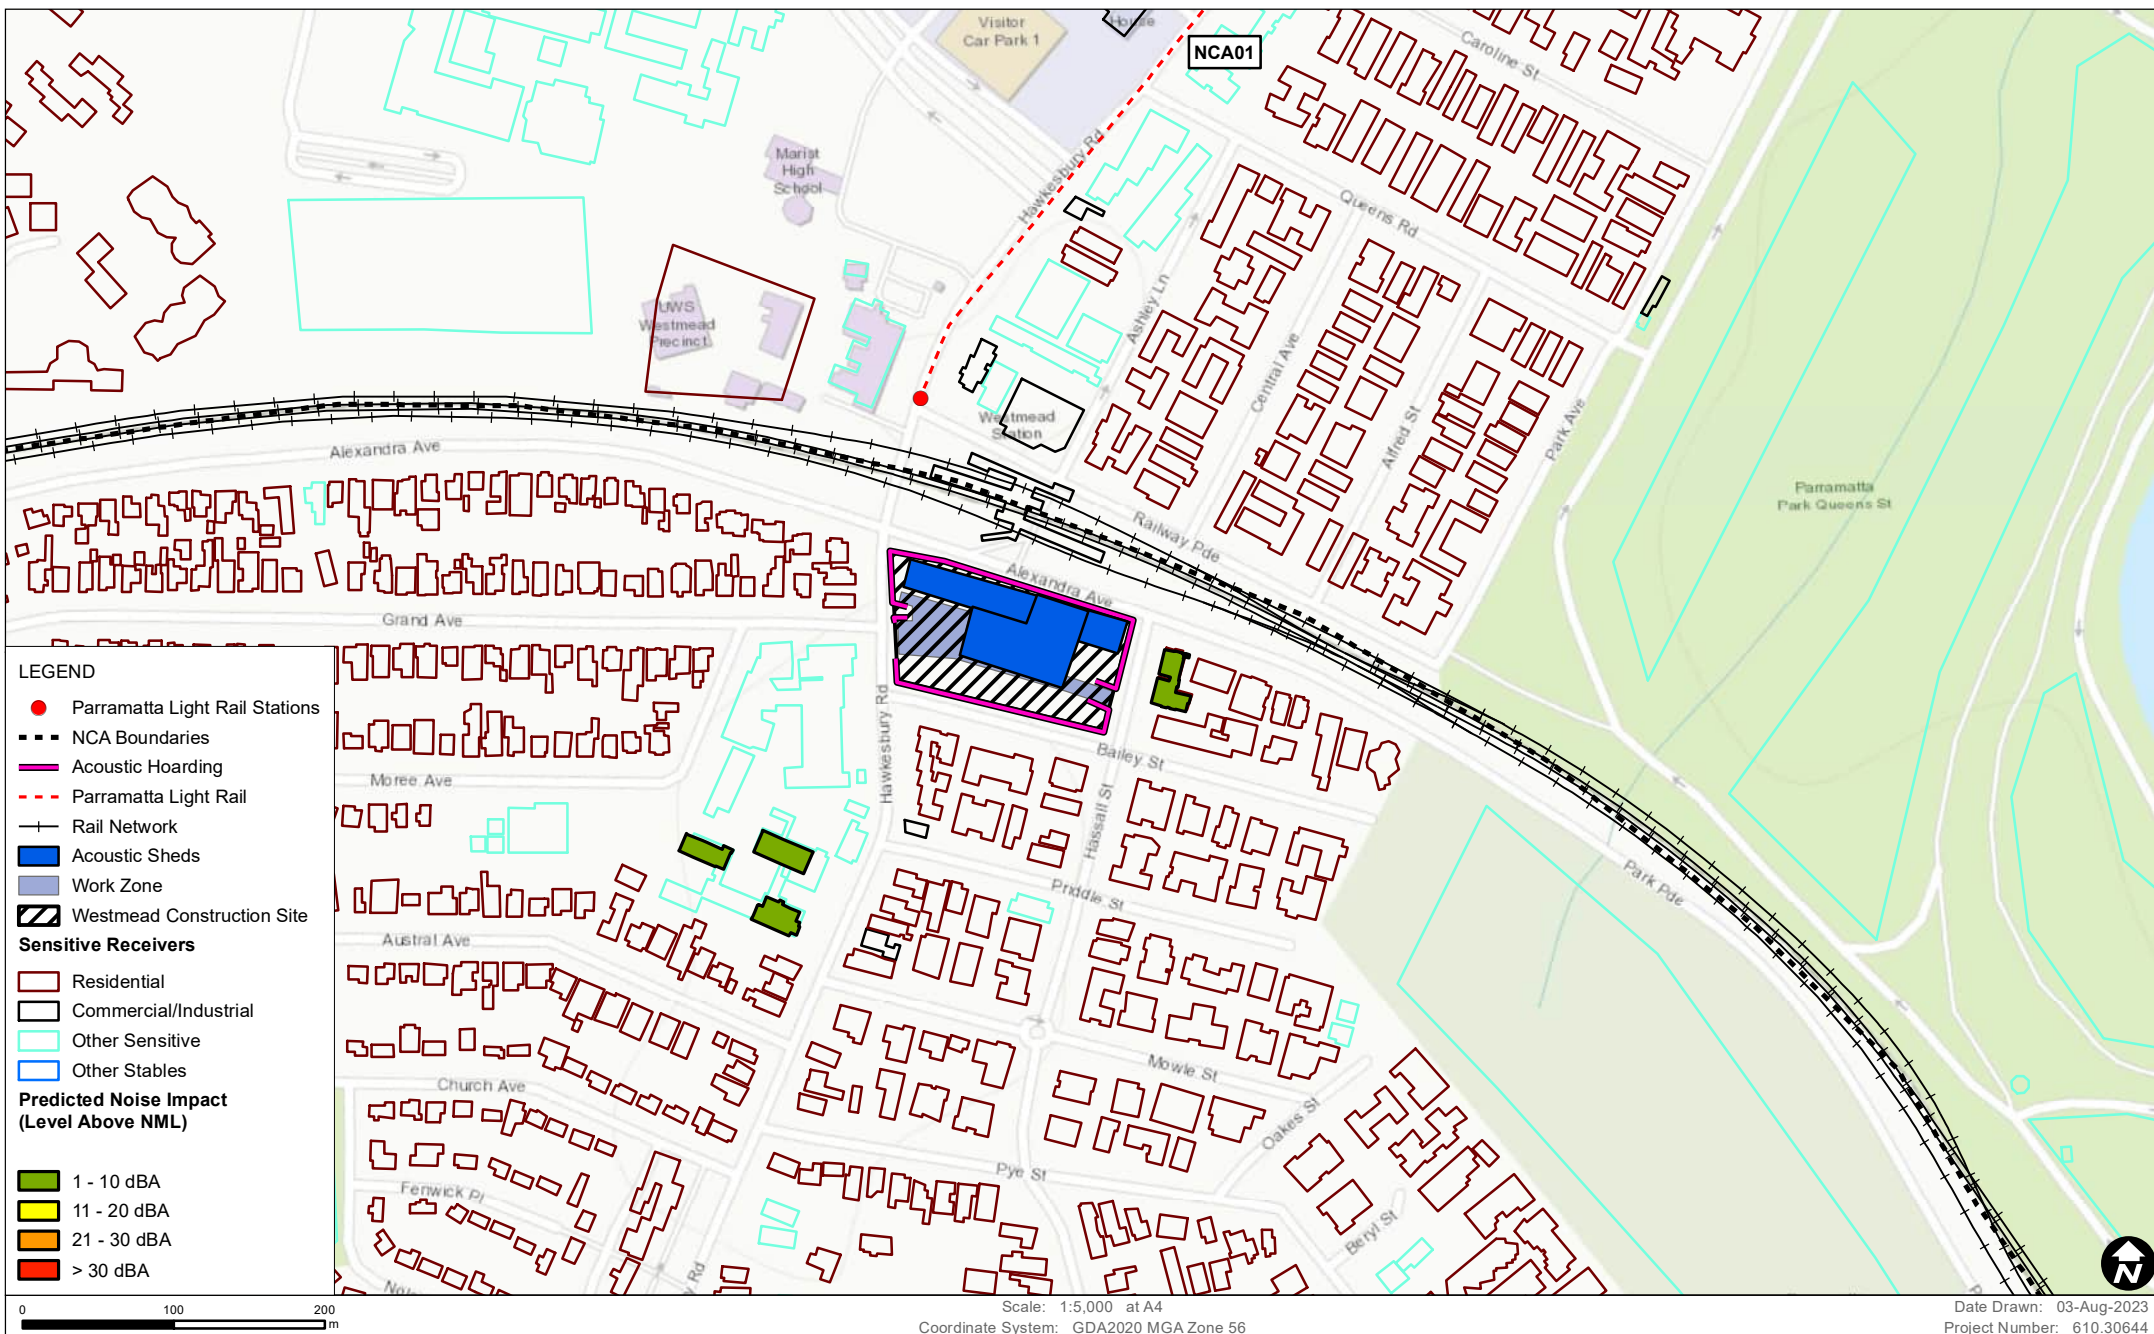 Visitor
Car Park 1
House
NCA01
Caroline St
Marist
High
School
Hawkesbury Rd
Queens Rd
UWS
Westmead
Precinct
Ashley Ln
Central Ave
Westmead
Station
Alfred St
Park Ave
Alexandra Ave
Parramatta
Park Queens St
Railway Pde
Alexandra Ave
Grand Ave
Hawkesbury Rd
Bailey St
Moree Ave
Hassall St
Priddle St
Park Pde
Austral Ave
Mowle St
Church Ave
Oakes St
Pye St
Fenwick Pl
Beryl St
Rd
LEGEND
Parramatta Light Rail Stations
NCA Boundaries
Acoustic Hoarding
Parramatta Light Rail
Rail Network
Acoustic Sheds
Work Zone
Westmead Construction Site
Sensitive Receivers
Residential
Commercial/Industrial
Other Sensitive
Other Stables
Predicted Noise Impact
(Level Above NML)
1 - 10 dBA
11 - 20 dBA
21 - 30 dBA
> 30 dBA
N
0 100 200
m
Scale: 1:5,000 at A4
Coordinate System: GDA2020 MGA Zone 56
Date Drawn: 03-Aug-2023
Project Number: 610.30644